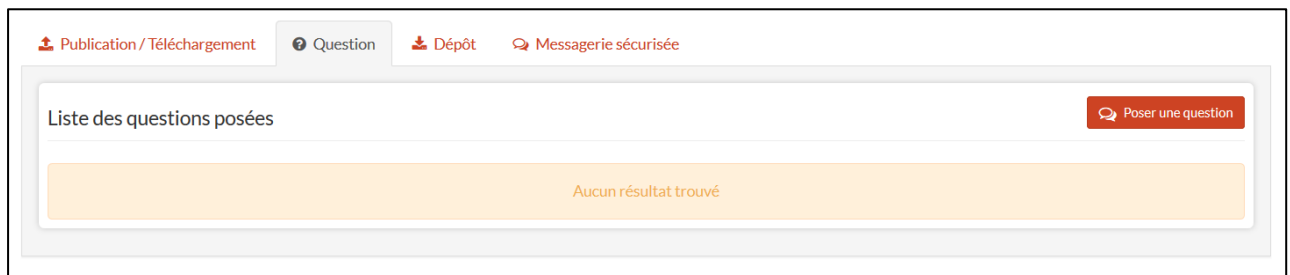 Publication / Téléchargement Question Dépôt Messagerie sécurisée
Liste des questions posées Poser une question
Aucun résultat trouvé